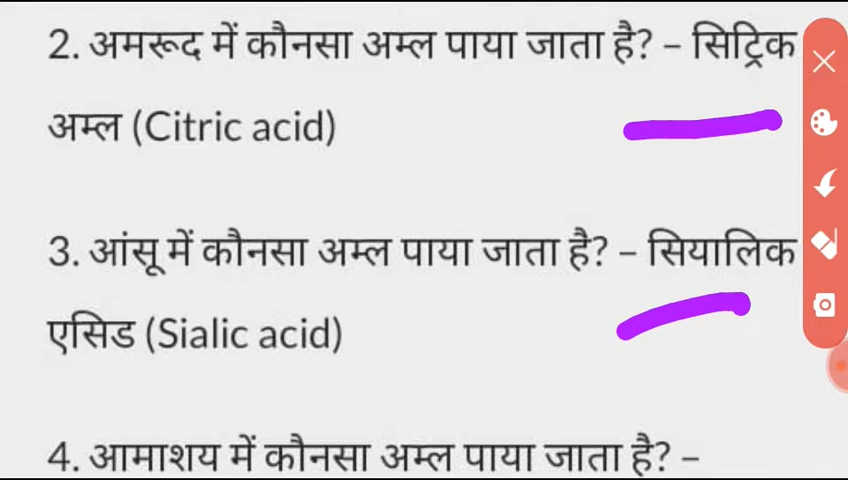 2. अमरूद में कौनसा अम्ल पाया जाता है? – सिट्रिक
अम्ल (Citric acid)
3. आंसू में कौनसा अम्ल पाया जाता है? – सियालिक
एसिड (Sialic acid)
4. आमाशय में कौनसा अम्ल पाया जाता है? –